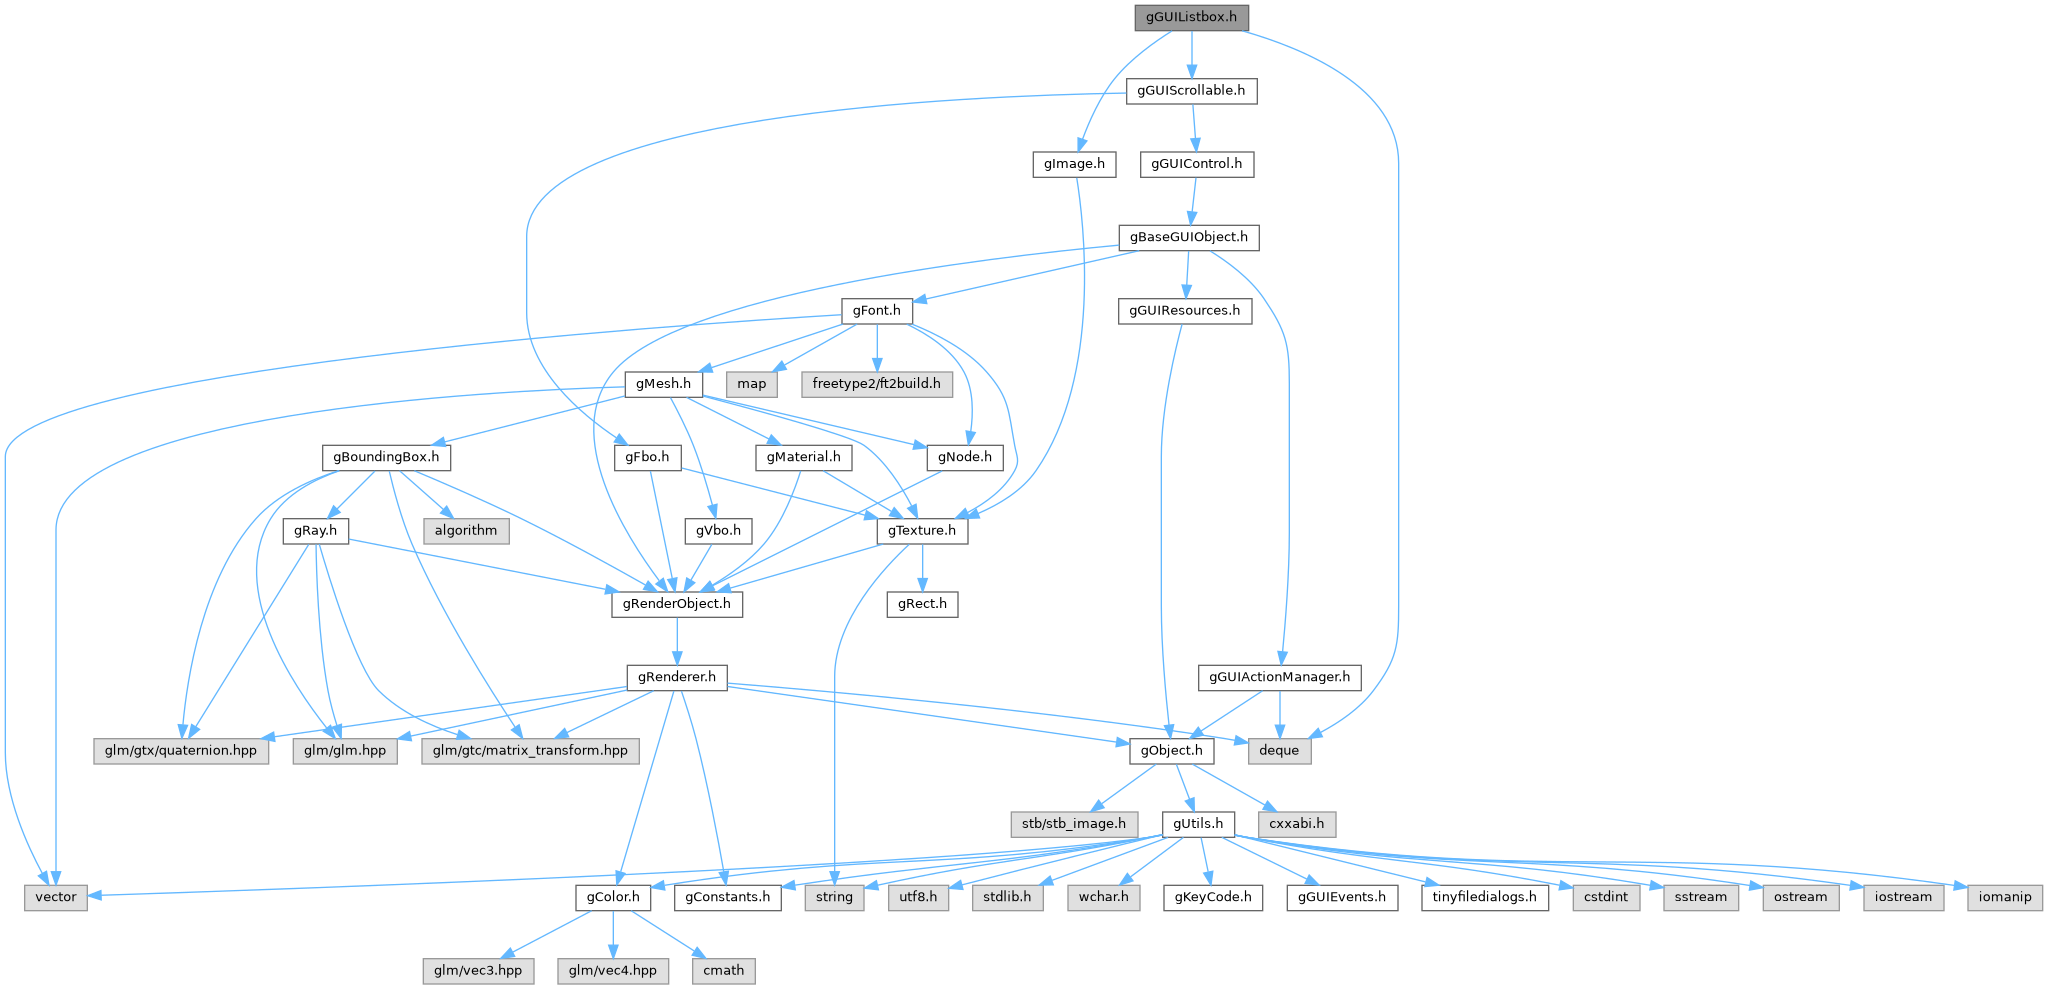 gGUIListbox.h
gGUIScrollable.h
gImage.h
gGUIControl.h
gBaseGUIObject.h
gFont.h
gGUIResources.h
gMesh.h
map
freetype2/ft2build.h
gBoundingBox.h
gFbo.h
gMaterial.h
gNode.h
gRay.h
algorithm
gVbo.h
gTexture.h
gRenderObject.h
gRect.h
gRenderer.h
gGUIActionManager.h
glm/gtx/quaternion.hpp
glm/glm.hpp
glm/gtc/matrix_transform.hpp
gObject.h
deque
stb/stb_image.h
gUtils.h
cxxabi.h
vector
gColor.h
gConstants.h
string
utf8.h
stdlib.h
wchar.h
gKeyCode.h
gGUIEvents.h
tinyfiledialogs.h
cstdint
sstream
ostream
iostream
iomanip
glm/vec3.hpp
glm/vec4.hpp
cmath